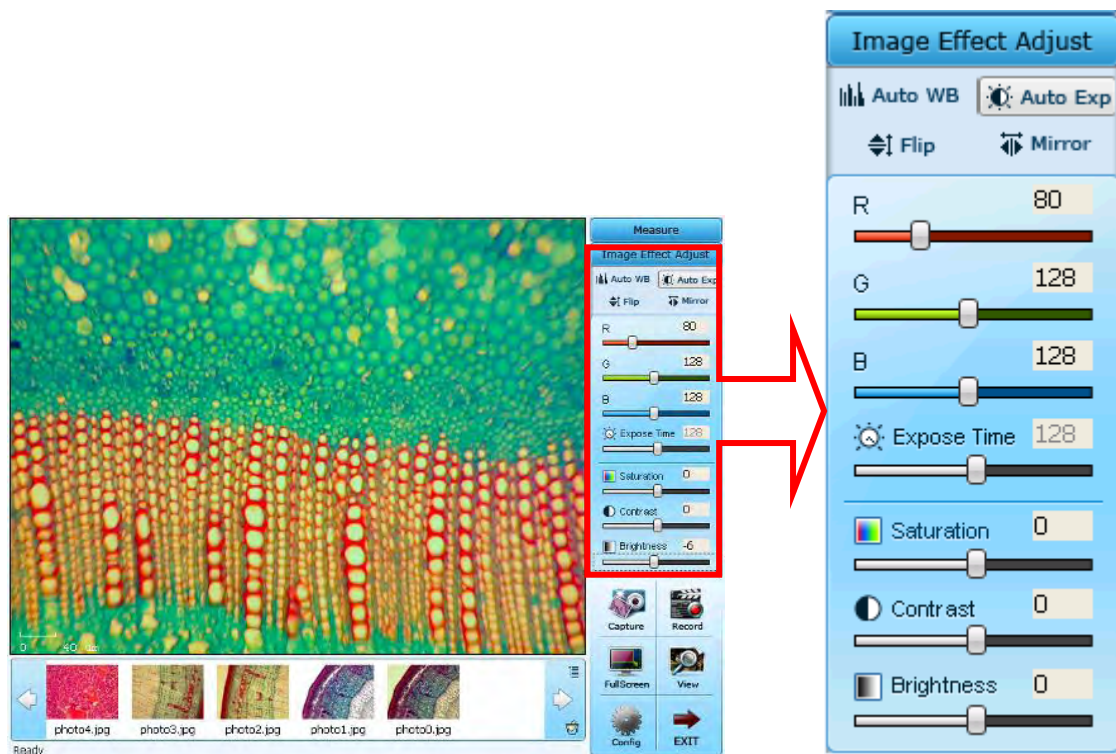 Measure
Image Effect Adjust
Auto WB Auto Exp
Flip Mirror
R 80
G 128
B 128
Expose Time 128
Saturation 0
Contrast 0
Brightness -6
Capture Record
FullScreen View
Config EXIT
0 40 um
photo4.jpg photo3.jpg photo2.jpg photo1.jpg photo0.jpg
Ready
Image Effect Adjust
Auto WB Auto Exp
Flip Mirror
R 80
G 128
B 128
Expose Time 128
Saturation 0
Contrast 0
Brightness 0